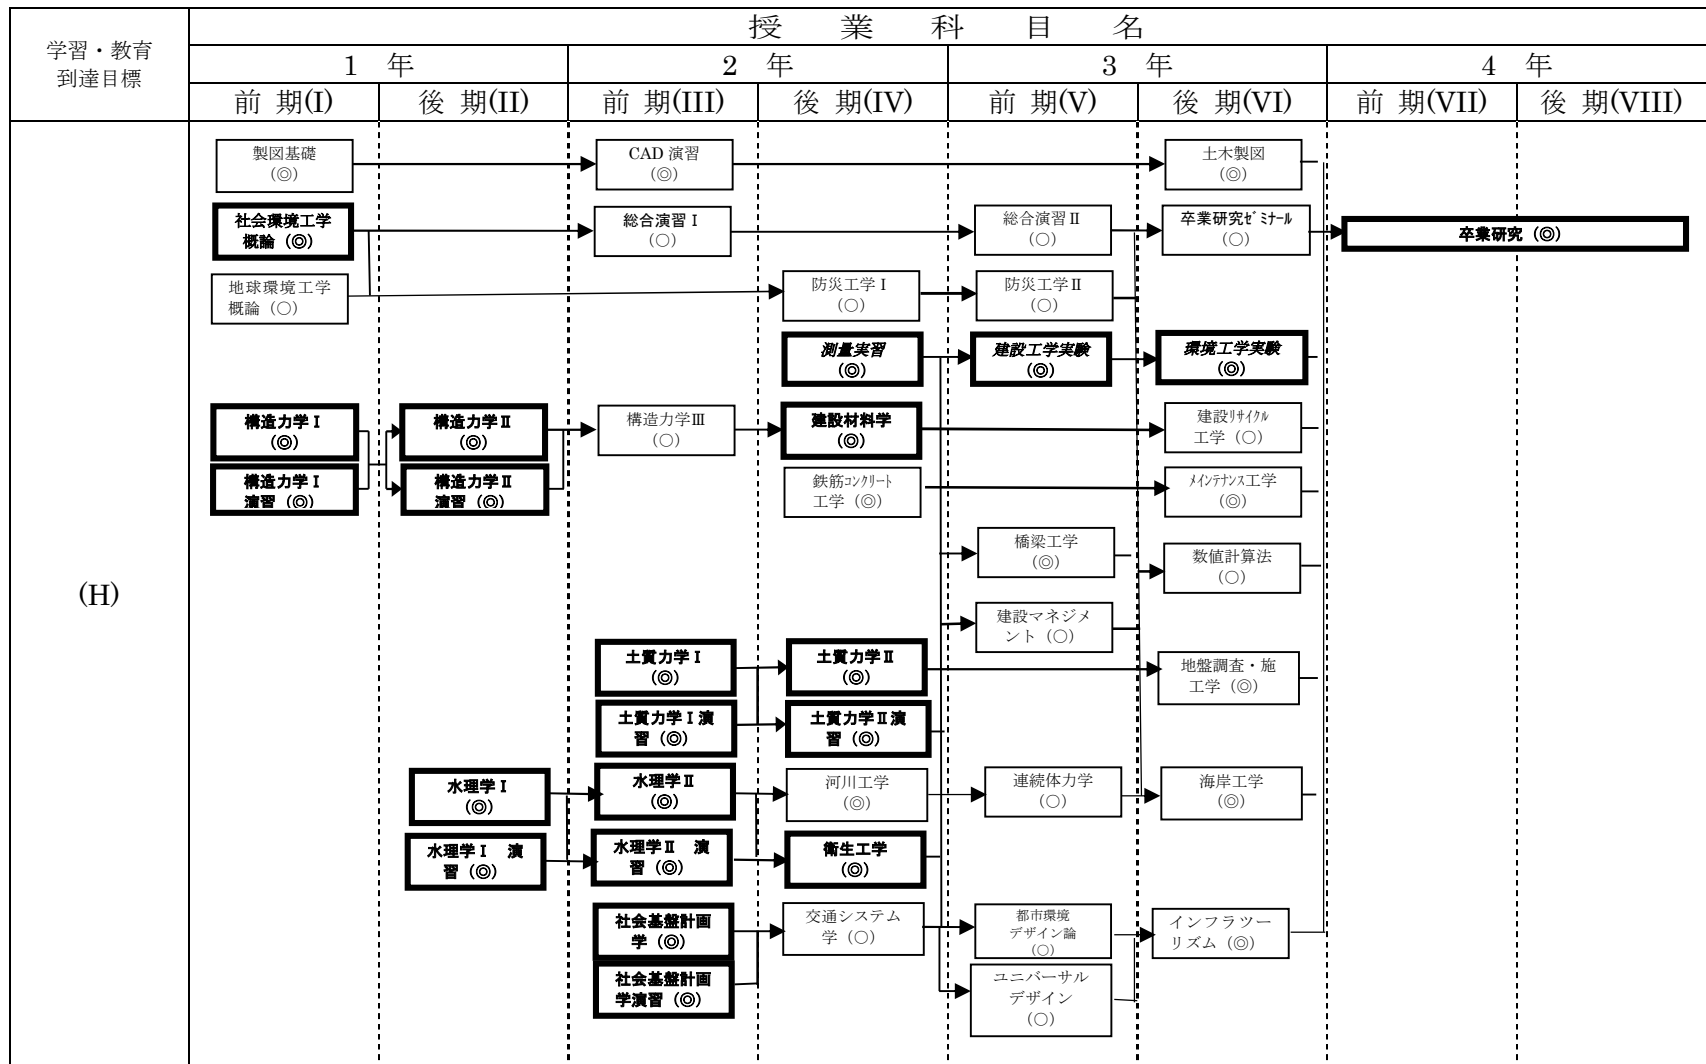 学習・教育
到達目標
授 業 科 目 名
1 年
2 年
3 年
4 年
前 期(I)
後 期(II)
前 期(III)
後 期(IV)
前 期(V)
後 期(VI)
前 期(VII)
後 期(VIII)
(H)
製図基礎
(◎)
CAD 演習
(◎)
土木製図
(◎)
社会環境工学
概論 (◎)
総合演習Ⅰ
(○)
総合演習Ⅱ
(○)
卒業研究ｾﾞﾐﾅｰﾙ
(○)
卒業研究 (◎)
地球環境工学
概論 (○)
防災工学Ⅰ
(○)
防災工学Ⅱ
(○)
測量実習
(◎)
建設工学実験
(◎)
環境工学実験
(◎)
構造力学Ⅰ
(◎)
構造力学Ⅱ
(◎)
構造力学Ⅲ
(○)
建設材料学
(◎)
建設ﾘｻｲｸﾙ
工学 (○)
構造力学Ⅰ
演習 (◎)
構造力学Ⅱ
演習 (◎)
鉄筋ｺﾝｸﾘｰﾄ
工学 (◎)
ﾒｲﾝﾃﾅﾝｽ工学
(◎)
橋梁工学
(◎)
数値計算法
(○)
建設マネジメ
ント (○)
土質力学Ⅰ
(◎)
土質力学Ⅱ
(◎)
地盤調査・施
工学 (◎)
土質力学Ⅰ演
習 (◎)
土質力学Ⅱ演
習 (◎)
水理学Ⅰ
(◎)
水理学Ⅱ
(◎)
河川工学
(◎)
連続体力学
(○)
海岸工学
(◎)
水理学Ⅰ 演
習 (◎)
水理学Ⅱ 演
習 (◎)
衛生工学
(◎)
社会基盤計画
学 (◎)
交通システム
学 (○)
都市環境
デザイン論
(○)
インフラツー
リズム (◎)
社会基盤計画
学演習 (◎)
ユニバーサル
デザイン
(○)